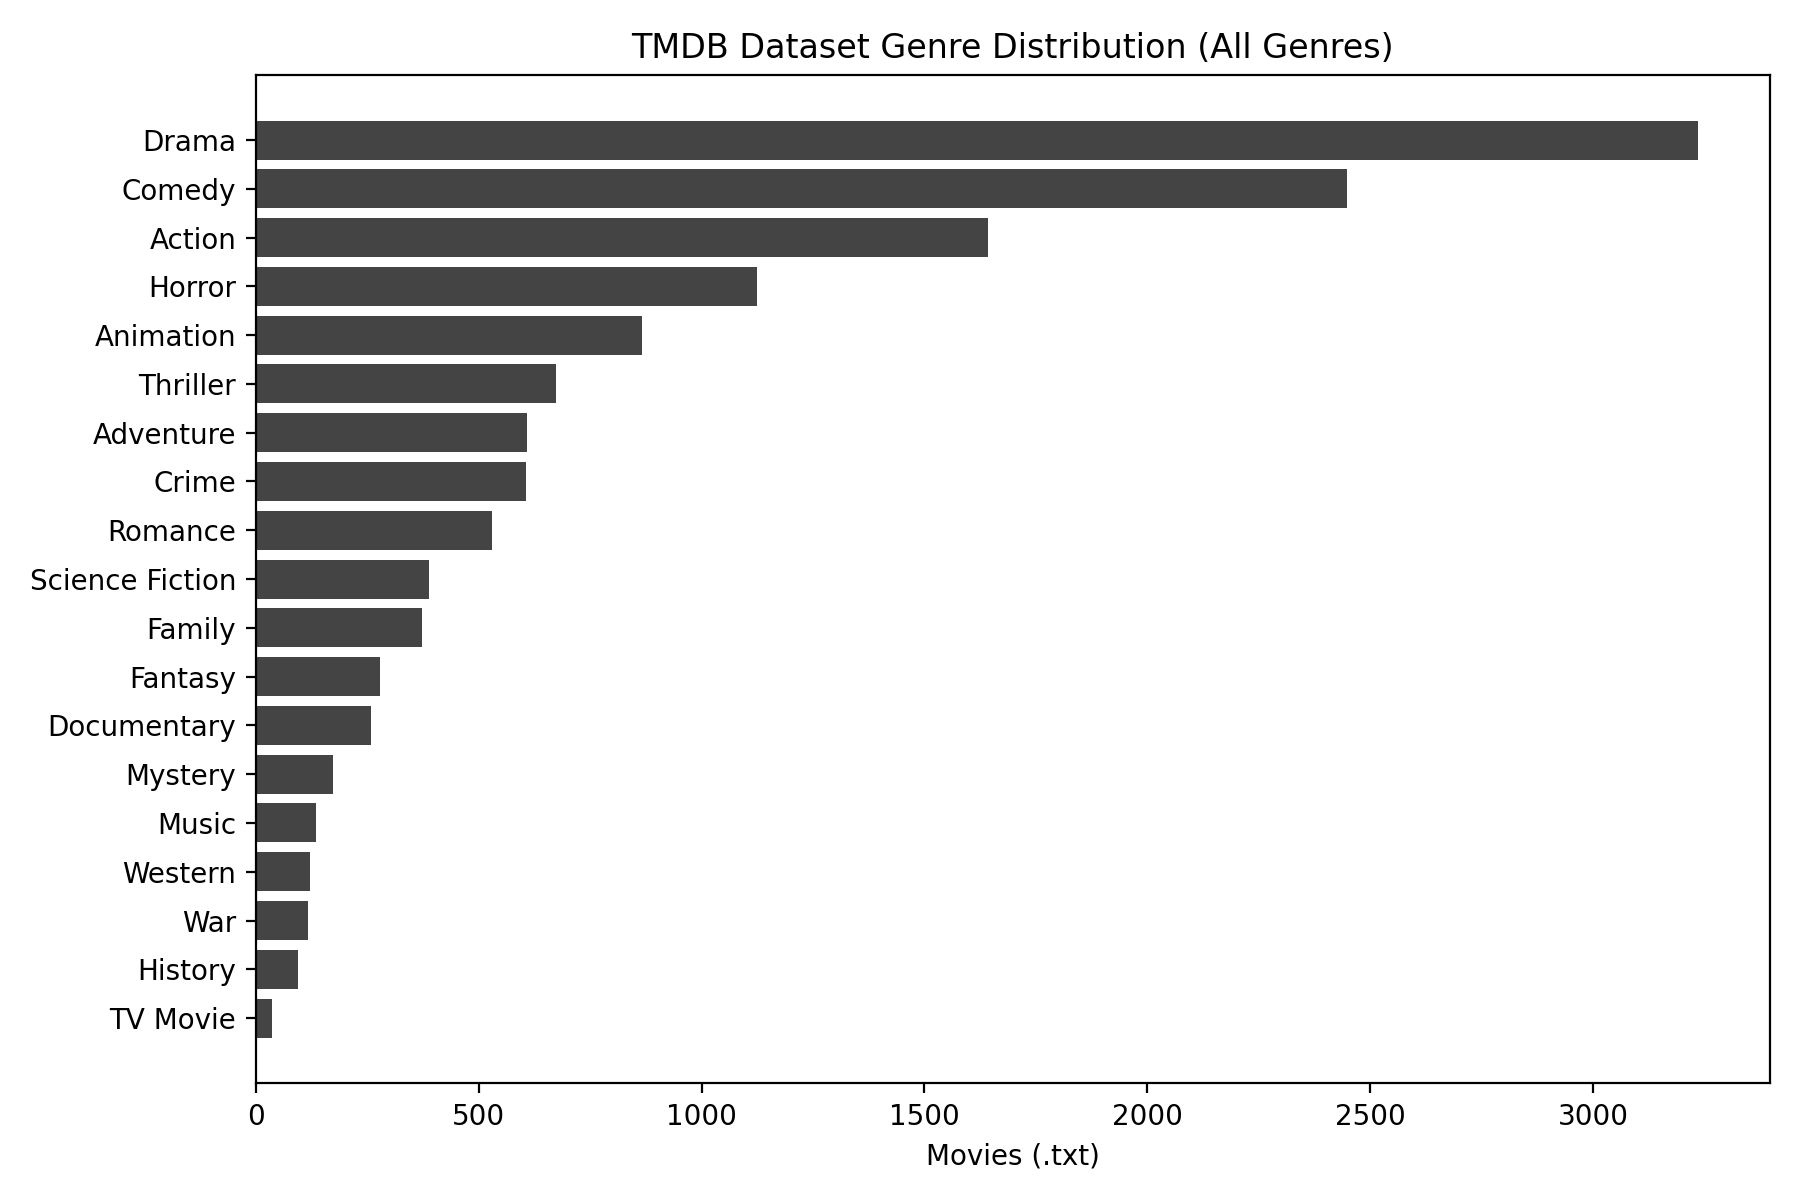 TMDB Dataset Genre Distribution (All Genres)
Drama
Comedy
Action
Horror
Animation
Thriller
Adventure
Crime
Romance
Science Fiction
Family
Fantasy
Documentary
Mystery
Music
Western
War
History
TV Movie
0 500 1000 1500 2000 2500 3000
Movies (.txt)